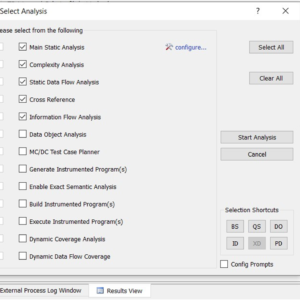 Select Analysis
?
ease select from the following
Main Static Analysis
configure...
Select All
Complexity Analysis
Static Data Flow Analysis
Clear All
Cross Reference
Information Flow Analysis
Data Object Analysis
Start Analysis
MC/DC Test Case Planner
Cancel
Generate Instrumented Program(s)
Enable Exact Semantic Analysis
Build Instrumented Program(s)
Selection Shortcuts
Execute Instrumented Program(s)
BS QS DO
Dynamic Coverage Analysis
ID XD PD
Dynamic Data Flow Coverage
Config Prompts
External Process Log Window
Results View